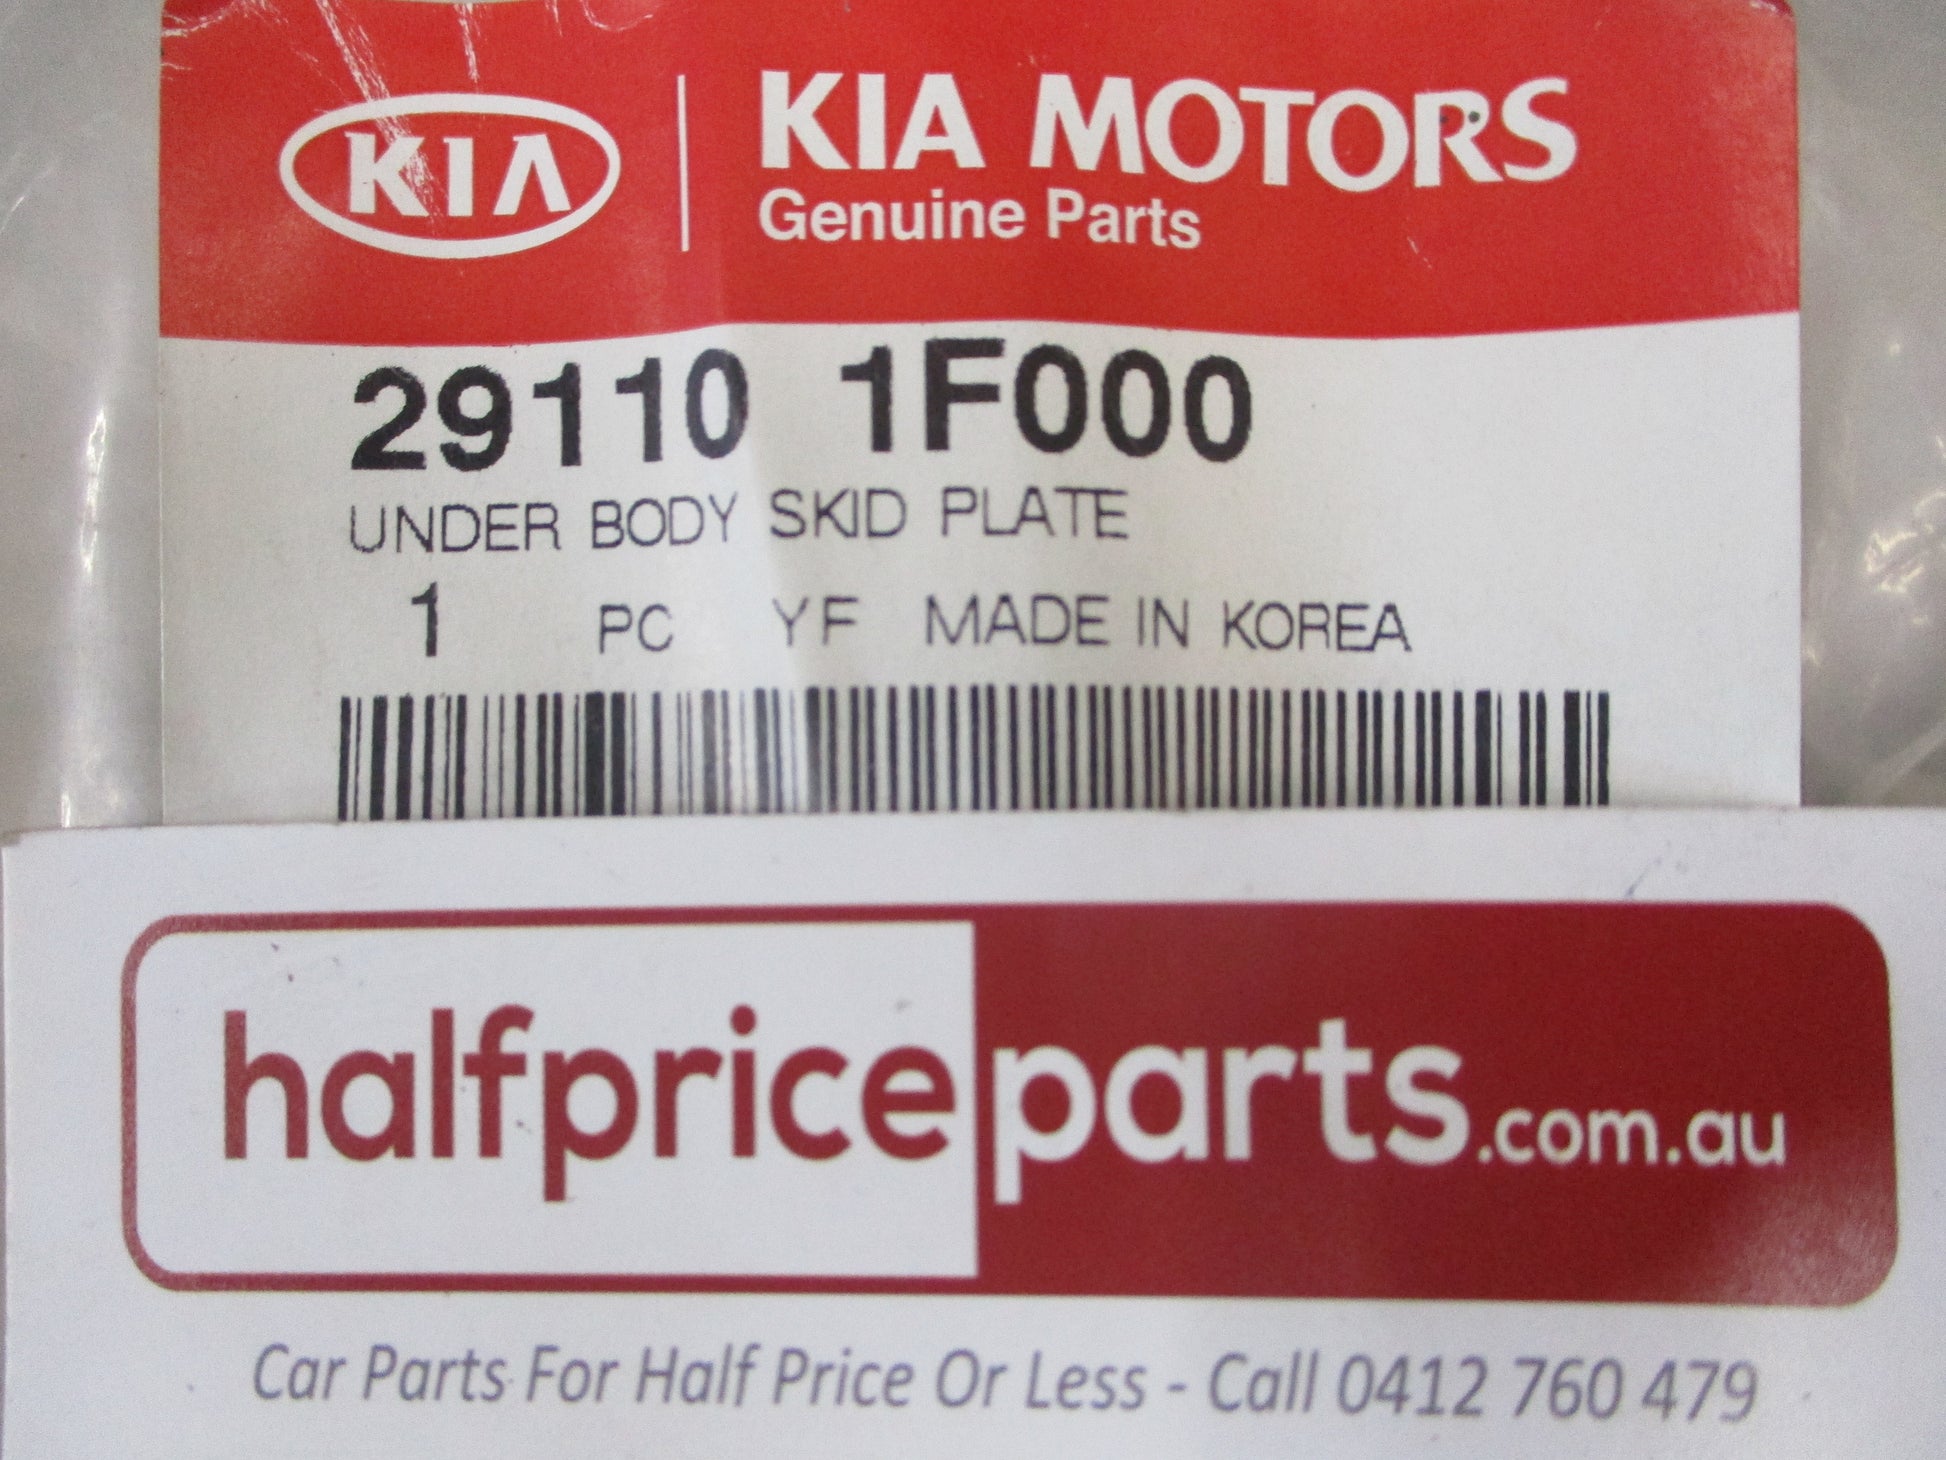 KIA
KIA MOTORS
Genuine Parts
29110 1F000
UNDER BODY SKID PLATE
1 PC YF MADE IN KOREA
halfpriceparts.com.au
Car Parts For Half Price Or Less - Call 0412 760 479